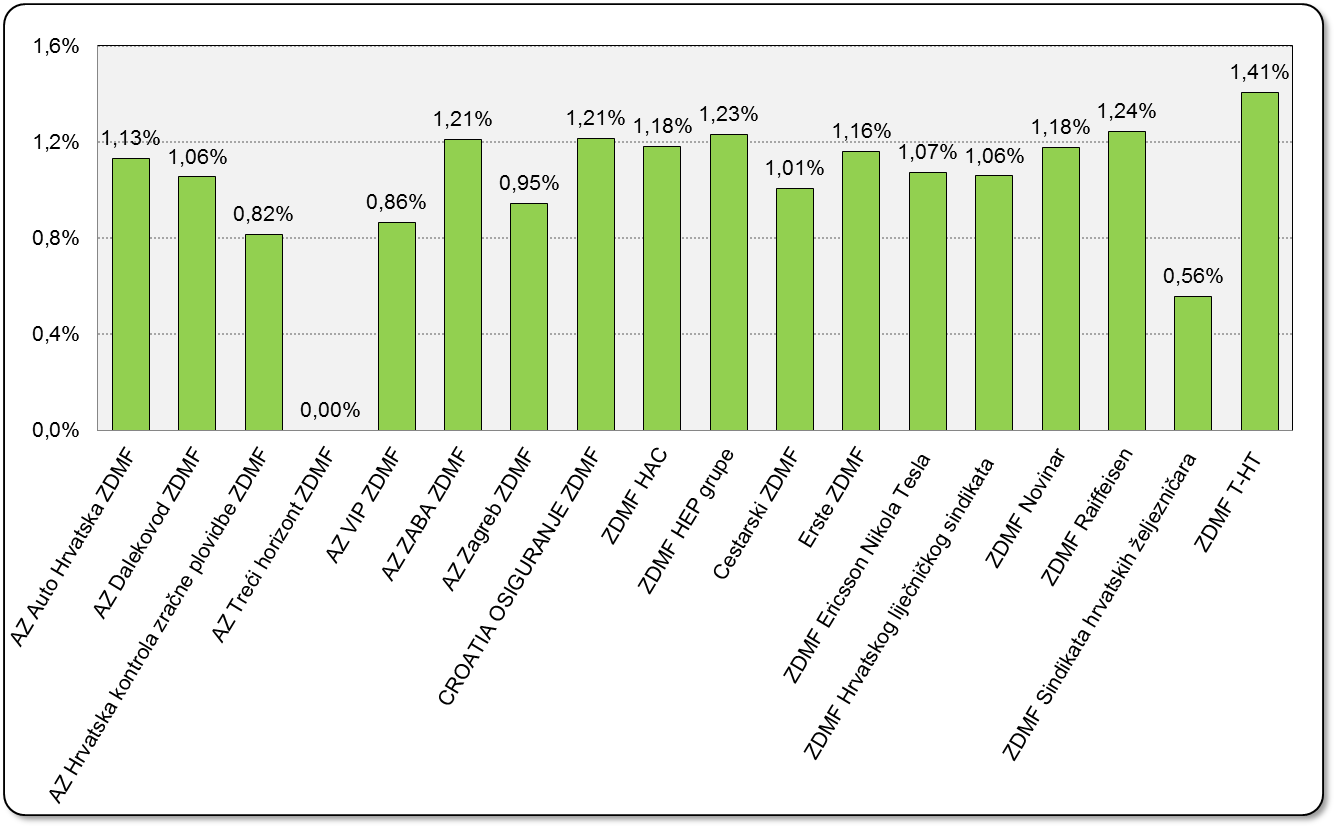 1,6%
1,2%
0,8%
0,4%
0,0%
1,13%
1,06%
0,82%
0,00%
0,86%
1,21%
0,95%
1,21%
1,18%
1,23%
1,01%
1,16%
1,07%
1,06%
1,18%
1,24%
0,56%
1,41%
AZ Auto Hrvatska ZDMF
AZ Dalekovod ZDMF
AZ Hrvatska kontrola zračne plovidbe ZDMF
AZ Treći horizont ZDMF
AZ VIP ZDMF
AZ ZABA ZDMF
AZ Zagreb ZDMF
CROATIA OSIGURANJE ZDMF
ZDMF HAC
ZDMF HEP grupe
Cestarski ZDMF
Erste ZDMF
ZDMF Ericsson Nikola Tesla
ZDMF Hrvatskog liječničkog sindikata
ZDMF Novinar
ZDMF Raiffeisen
ZDMF Sindikata hrvatskih željezničara
ZDMF T-HT